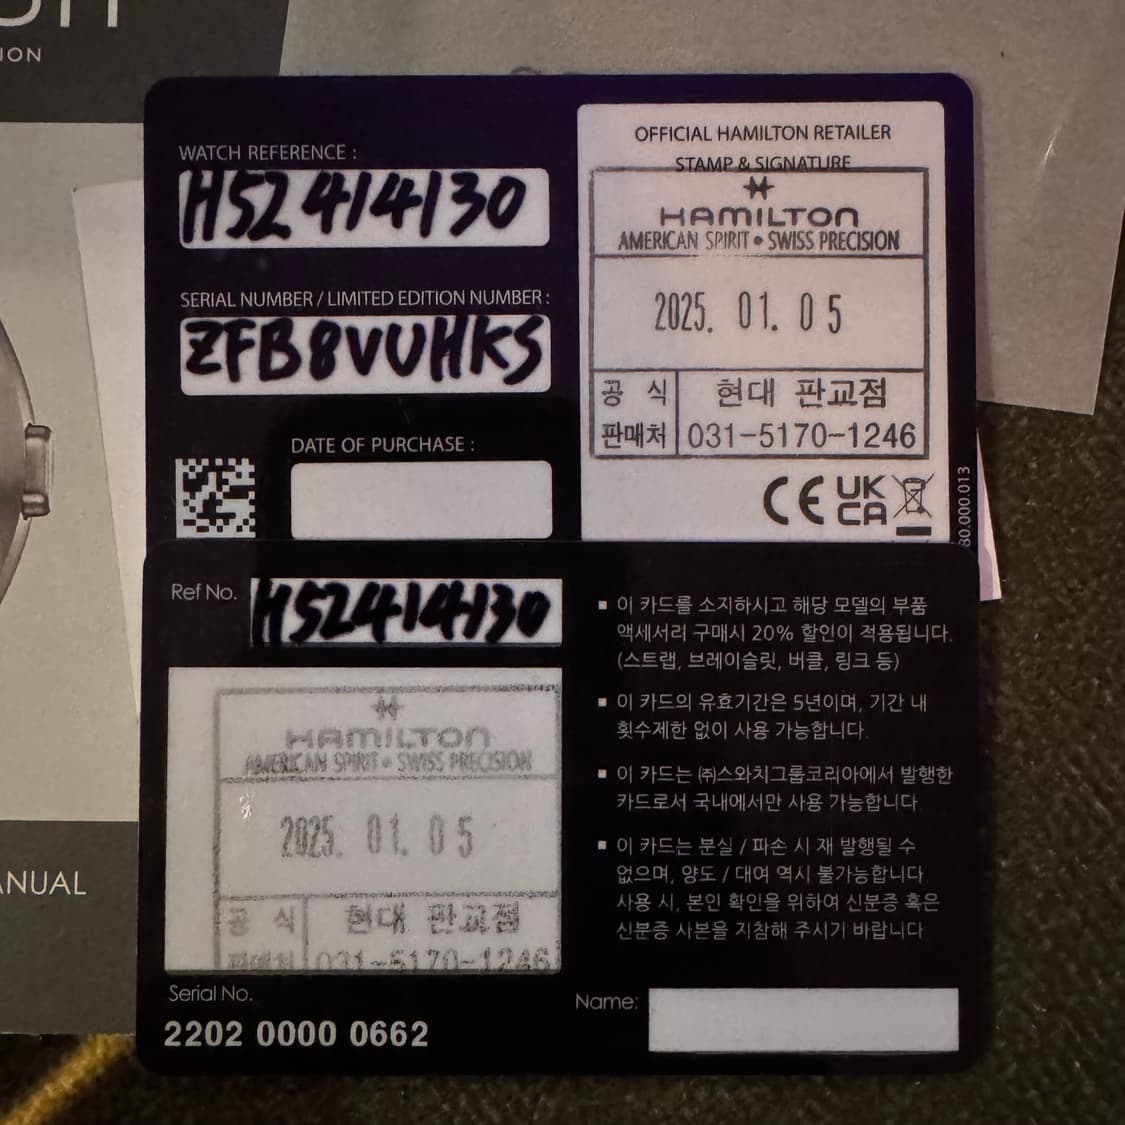 ION
WATCH REFERENCE :
H52414130
SERIAL NUMBER / LIMITED EDITION NUMBER :
ZFB8VUHKS
DATE OF PURCHASE :
OFFICIAL HAMILTON RETAILER
STAMP & SIGNATURE
HAMILTON
AMERICAN SPIRIT • SWISS PRECISION
2025. 01. 05
공 식 현대 판교점
판매처 031-5170-1246
CE UK CA
80.000.013
ANUAL
Ref No. H52414130
HAMILTON
AMERICAN SPIRIT • SWISS PRECISION
2025. 01. 05
공 식 현대 판교점
판매처 031-5170-1246
Serial No.
2202 0000 0662
▪ 이 카드를 소지하시고 해당 모델의 부품
액세서리 구매시 20% 할인이 적용됩니다.
(스트랩, 브레이슬릿, 버클, 링크 등)
▪ 이 카드의 유효기간은 5년이며, 기간 내
횟수제한 없이 사용 가능합니다.
▪ 이 카드는 ㈜스와치그룹코리아에서 발행한
카드로서 국내에서만 사용 가능합니다.
▪ 이 카드는 분실 / 파손 시 재 발행될 수
없으며, 양도 / 대여 역시 불가능합니다.
사용 시, 본인 확인을 위하여 신분증 혹은
신분증 사본을 지참해 주시기 바랍니다
Name: